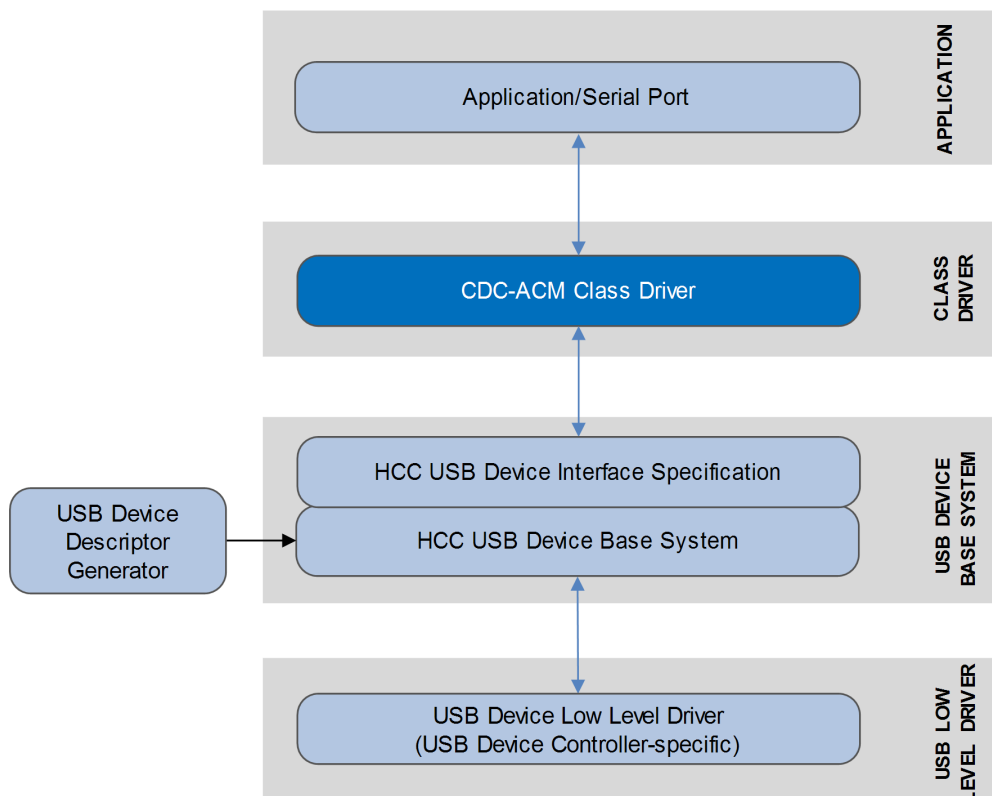 Application/Serial Port
APPLICATION
CDC-ACM Class Driver
CLASS
DRIVER
HCC USB Device Interface Specification
HCC USB Device Base System
USB DEVICE
BASE SYSTEM
USB Device
Descriptor
Generator
USB Device Low Level Driver
(USB Device Controller-specific)
USB LOW
LEVEL DRIVER